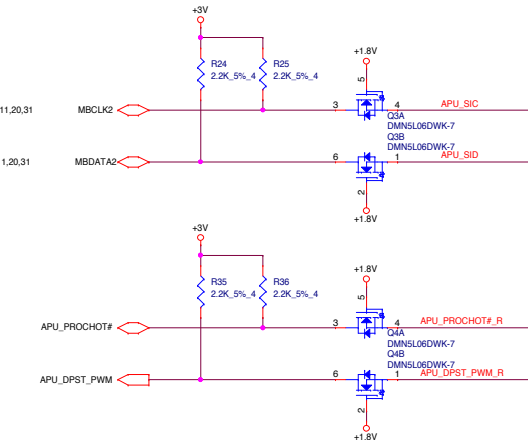 +3V
+1.8V
R24
2.2K_5%_4
R25
2.2K_5%_4
5
11,20,31
MBCLK2
3
4
APU_SIC
Q3A
DMN5L06DWK-7
Q3B
DMN5L06DWK-7
1,20,31
MBDATA2
6
1
APU_SID
2
+1.8V
+3V
+1.8V
R35
2.2K_5%_4
R36
2.2K_5%_4
5
APU_PROCHOT#
3
4
APU_PROCHOT#_R
Q4A
DMN5L06DWK-7
Q4B
DMN5L06DWK-7
APU_DPST_PWM
6
1
APU_DPST_PWM_R
2
+1.8V